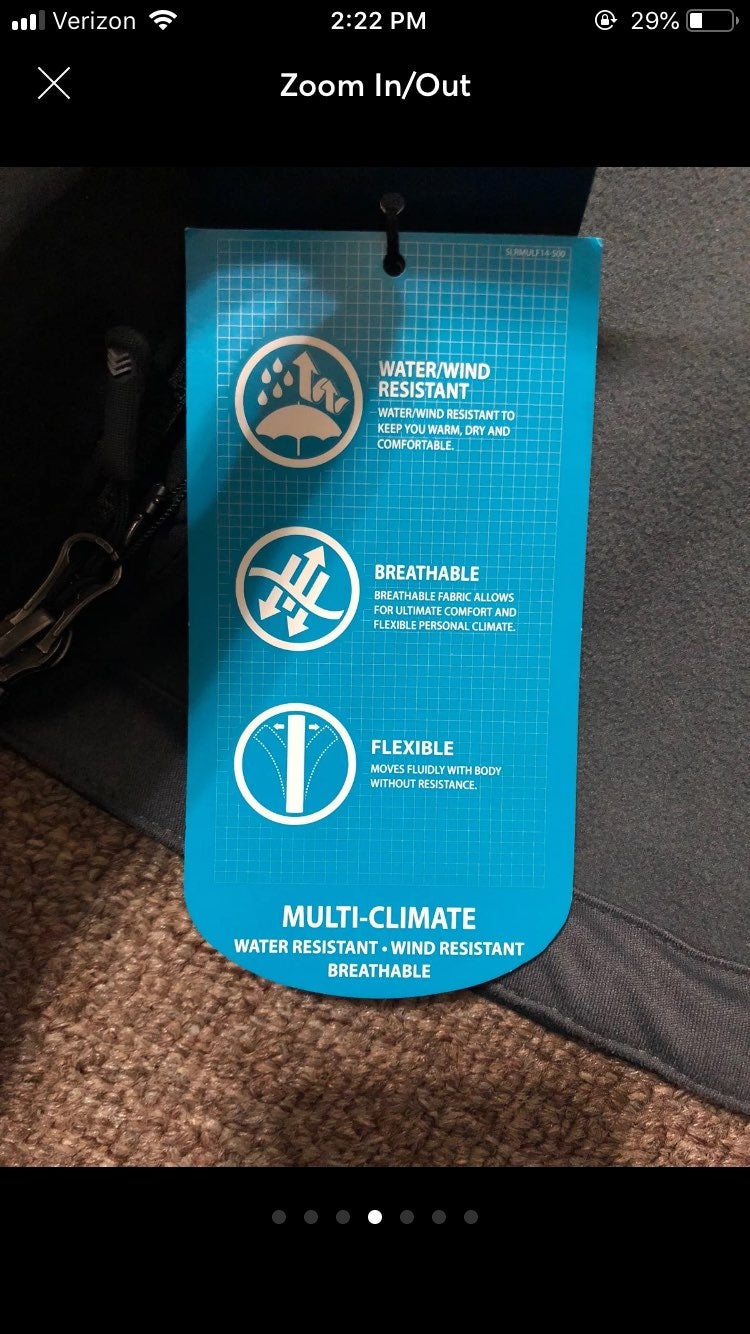 Verizon 2:22 PM 29%
Zoom In/Out
SLRMULF14-500
WATER/WIND
RESISTANT
WATER/WIND RESISTANT TO
KEEP YOU WARM, DRY AND
COMFORTABLE.
BREATHABLE
BREATHABLE FABRIC ALLOWS
FOR ULTIMATE COMFORT AND
FLEXIBLE PERSONAL CLIMATE.
FLEXIBLE
MOVES FLUIDLY WITH BODY
WITHOUT RESISTANCE.
MULTI-CLIMATE
WATER RESISTANT • WIND RESISTANT
BREATHABLE